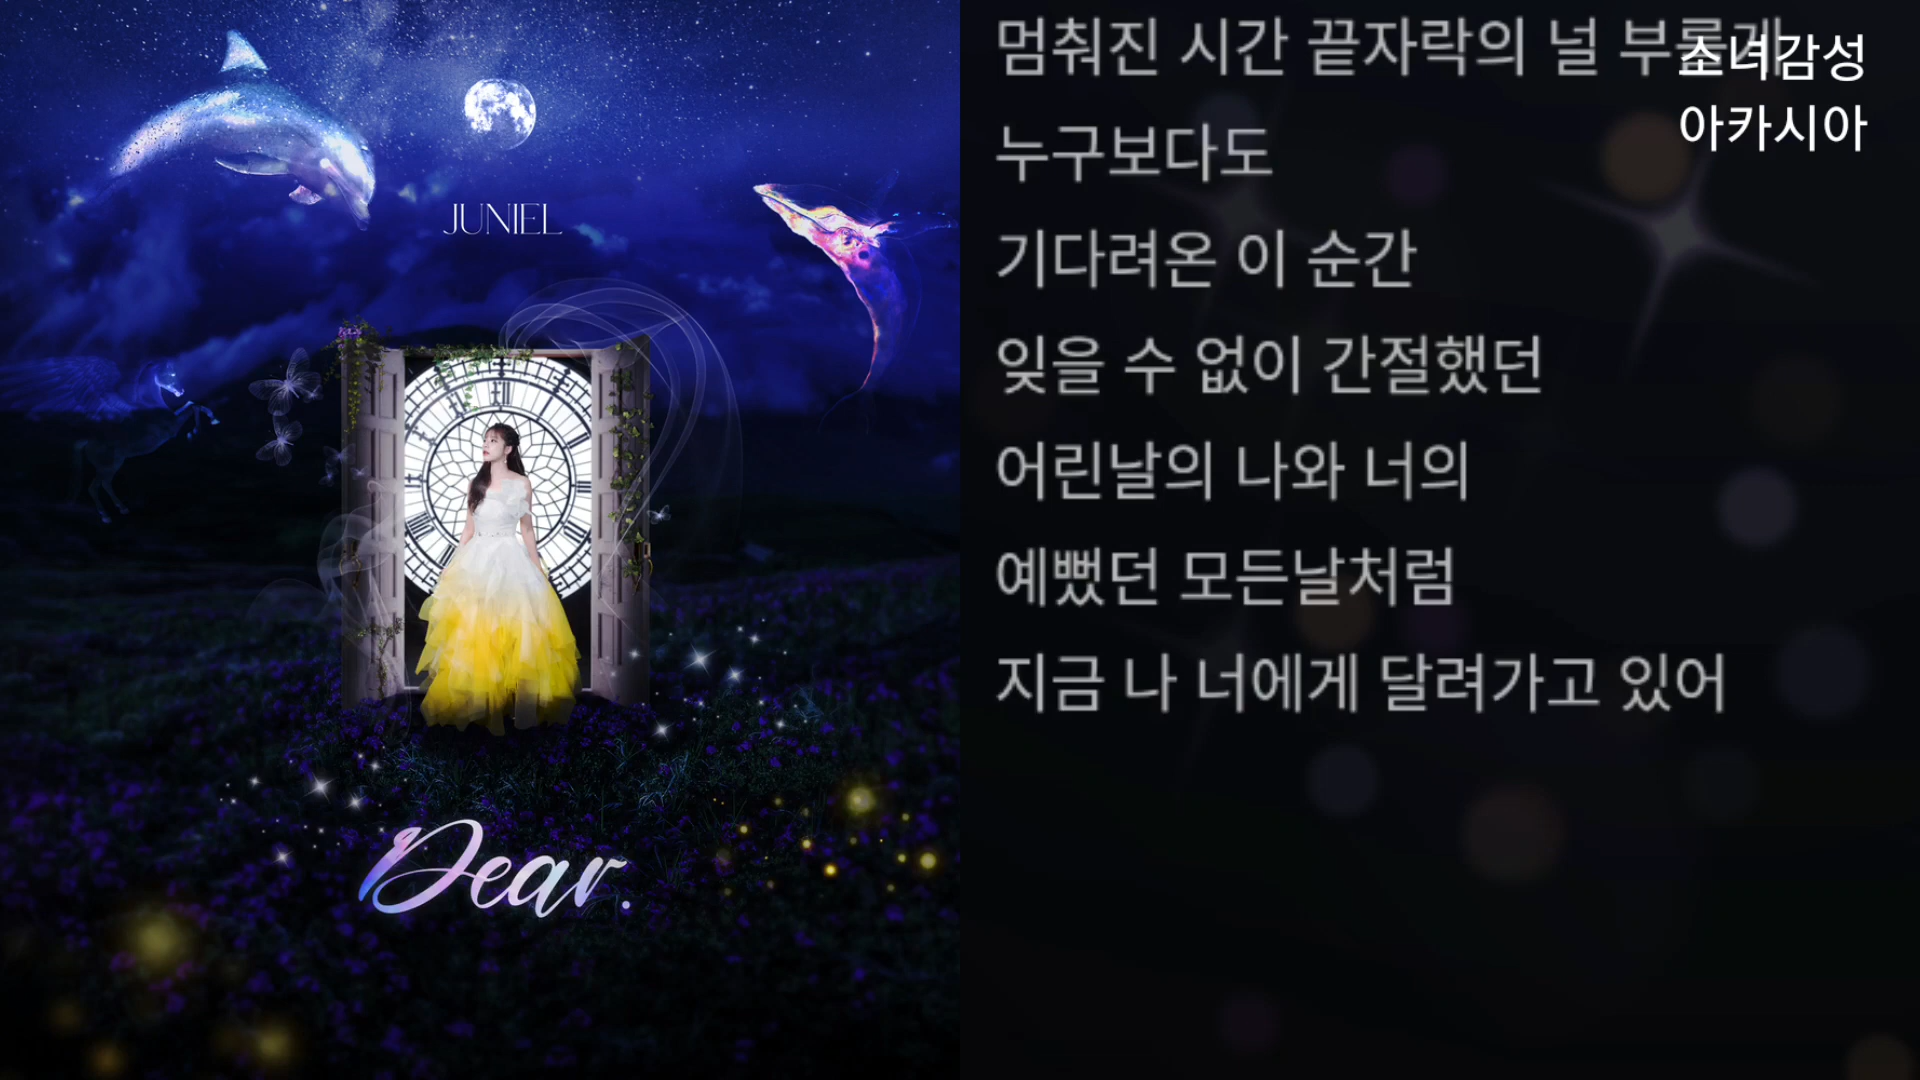 JUNIEL
Dear.
멈춰진 시간 끝자락의 널 부를게
소녀감성
아카시아
누구보다도
기다려온 이 순간
잊을 수 없이 간절했던
어린날의 나와 너의
예뻤던 모든날처럼
지금 나 너에게 달려가고 있어